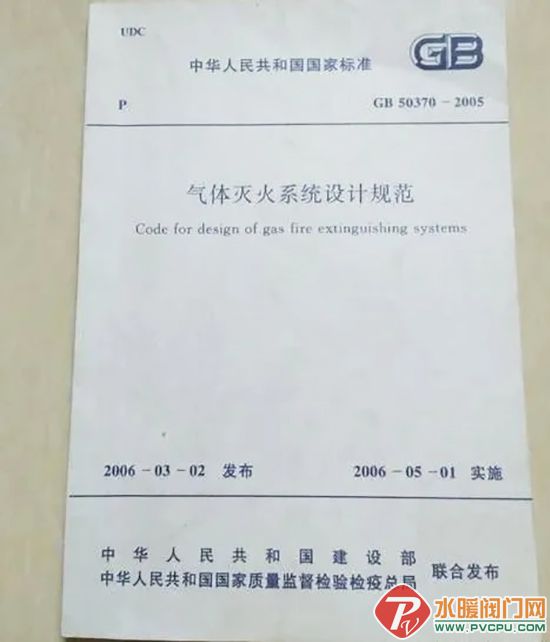 UDC
中华人民共和国国家标准
GB
P
GB 50370-2005
气体灭火系统设计规范
Code for design of gas fire extinguishing systems
2006-03-02 发布
2006-05-01 实施
中华人民共和国建设部
中华人民共和国国家质量监督检验检疫总局
联合发布
水暖阀门网
WWW.PVCPU.COM